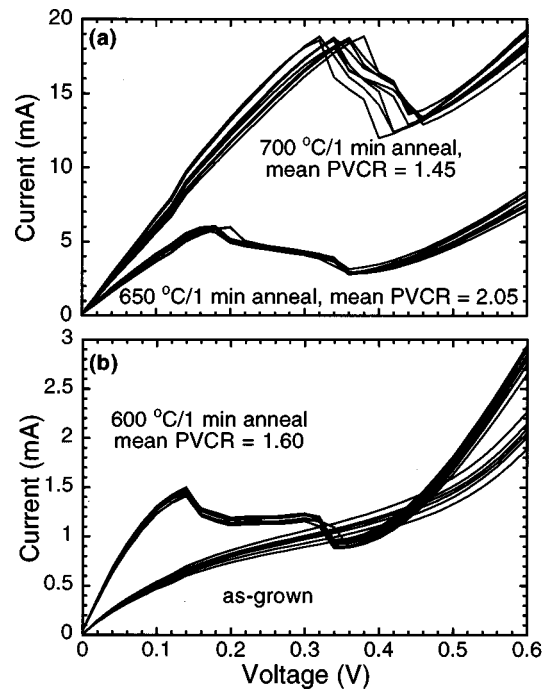 20
(a)
15
Current (mA)
10
700 °C/1 min anneal,
mean PVCR = 1.45
5
650 °C/1 min anneal, mean PVCR = 2.05
0
3
(b)
2.5
600 °C/1 min anneal
mean PVCR = 1.60
2
Current (mA)
1.5
1
0.5
as-grown
0
0 0.1 0.2 0.3 0.4 0.5 0.6
Voltage (V)